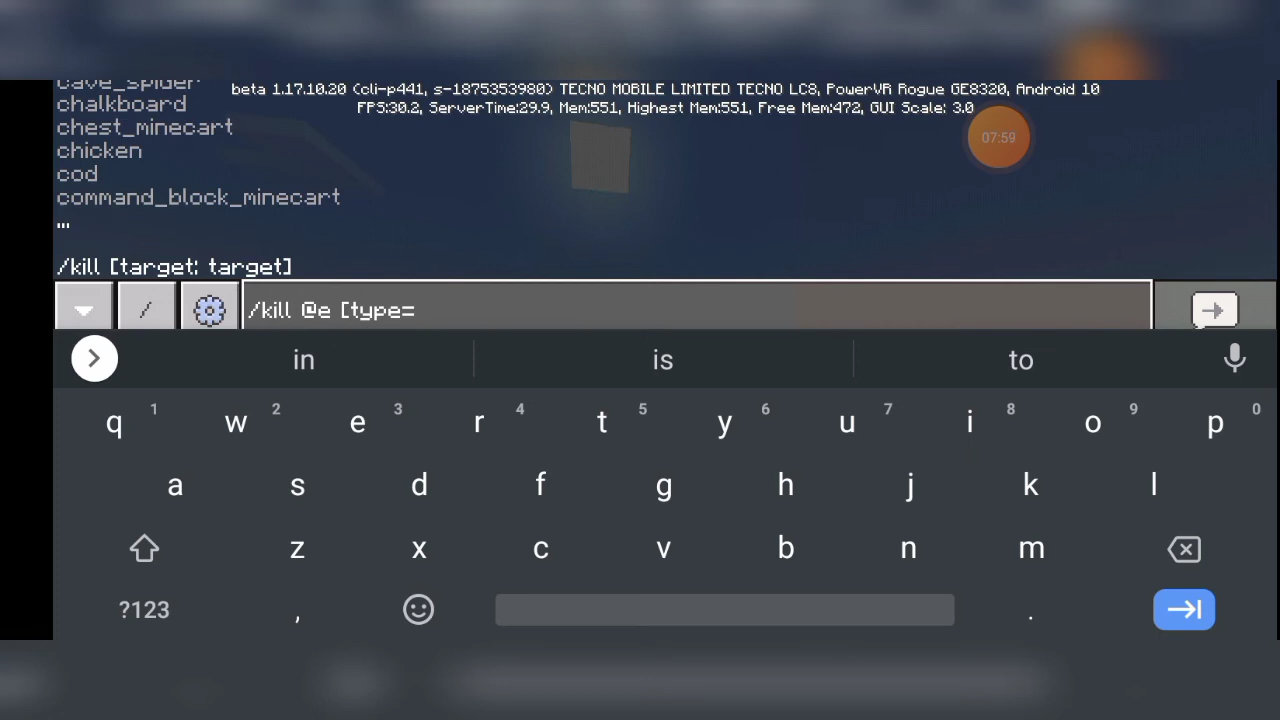 cave_spider
beta 1.17.10.20 (cli-p441, s-1875353980) TECNO MOBILE LIMITED TECNO LC8, PowerVR Rogue GE8320, Android 10
chalkboard
FPS:30.2, ServerTime:29.9, Mem:551, Highest Mem:551, Free Mem:472, GUI Scale: 3.0
chest_minecart
07:59
chicken
cod
command_block_minecart
...
/kill [target: target]
/ /kill @e [type=
in is to
q 1 w 2 e 3 r 4 t 5 y 6 u 7 i 8 o 9 p 0
a s d f g h j k l
z x c v b n m
?123 , .